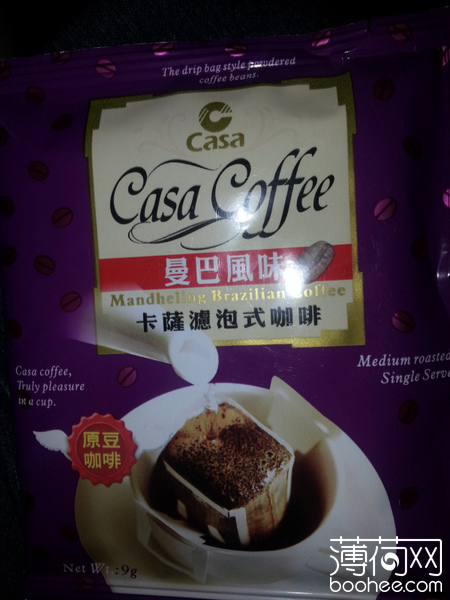 The drip bag style powdered
coffee beans.
Casa
Casa Coffee
曼巴風味
Mandheling Brazilian Coffee
卡薩濾泡式咖啡
Casa coffee,
Truly pleasure
in a cup.
Medium roasted
Single Serve
原豆
咖啡
Net Wt.:9g
薄荷网
boohee.com